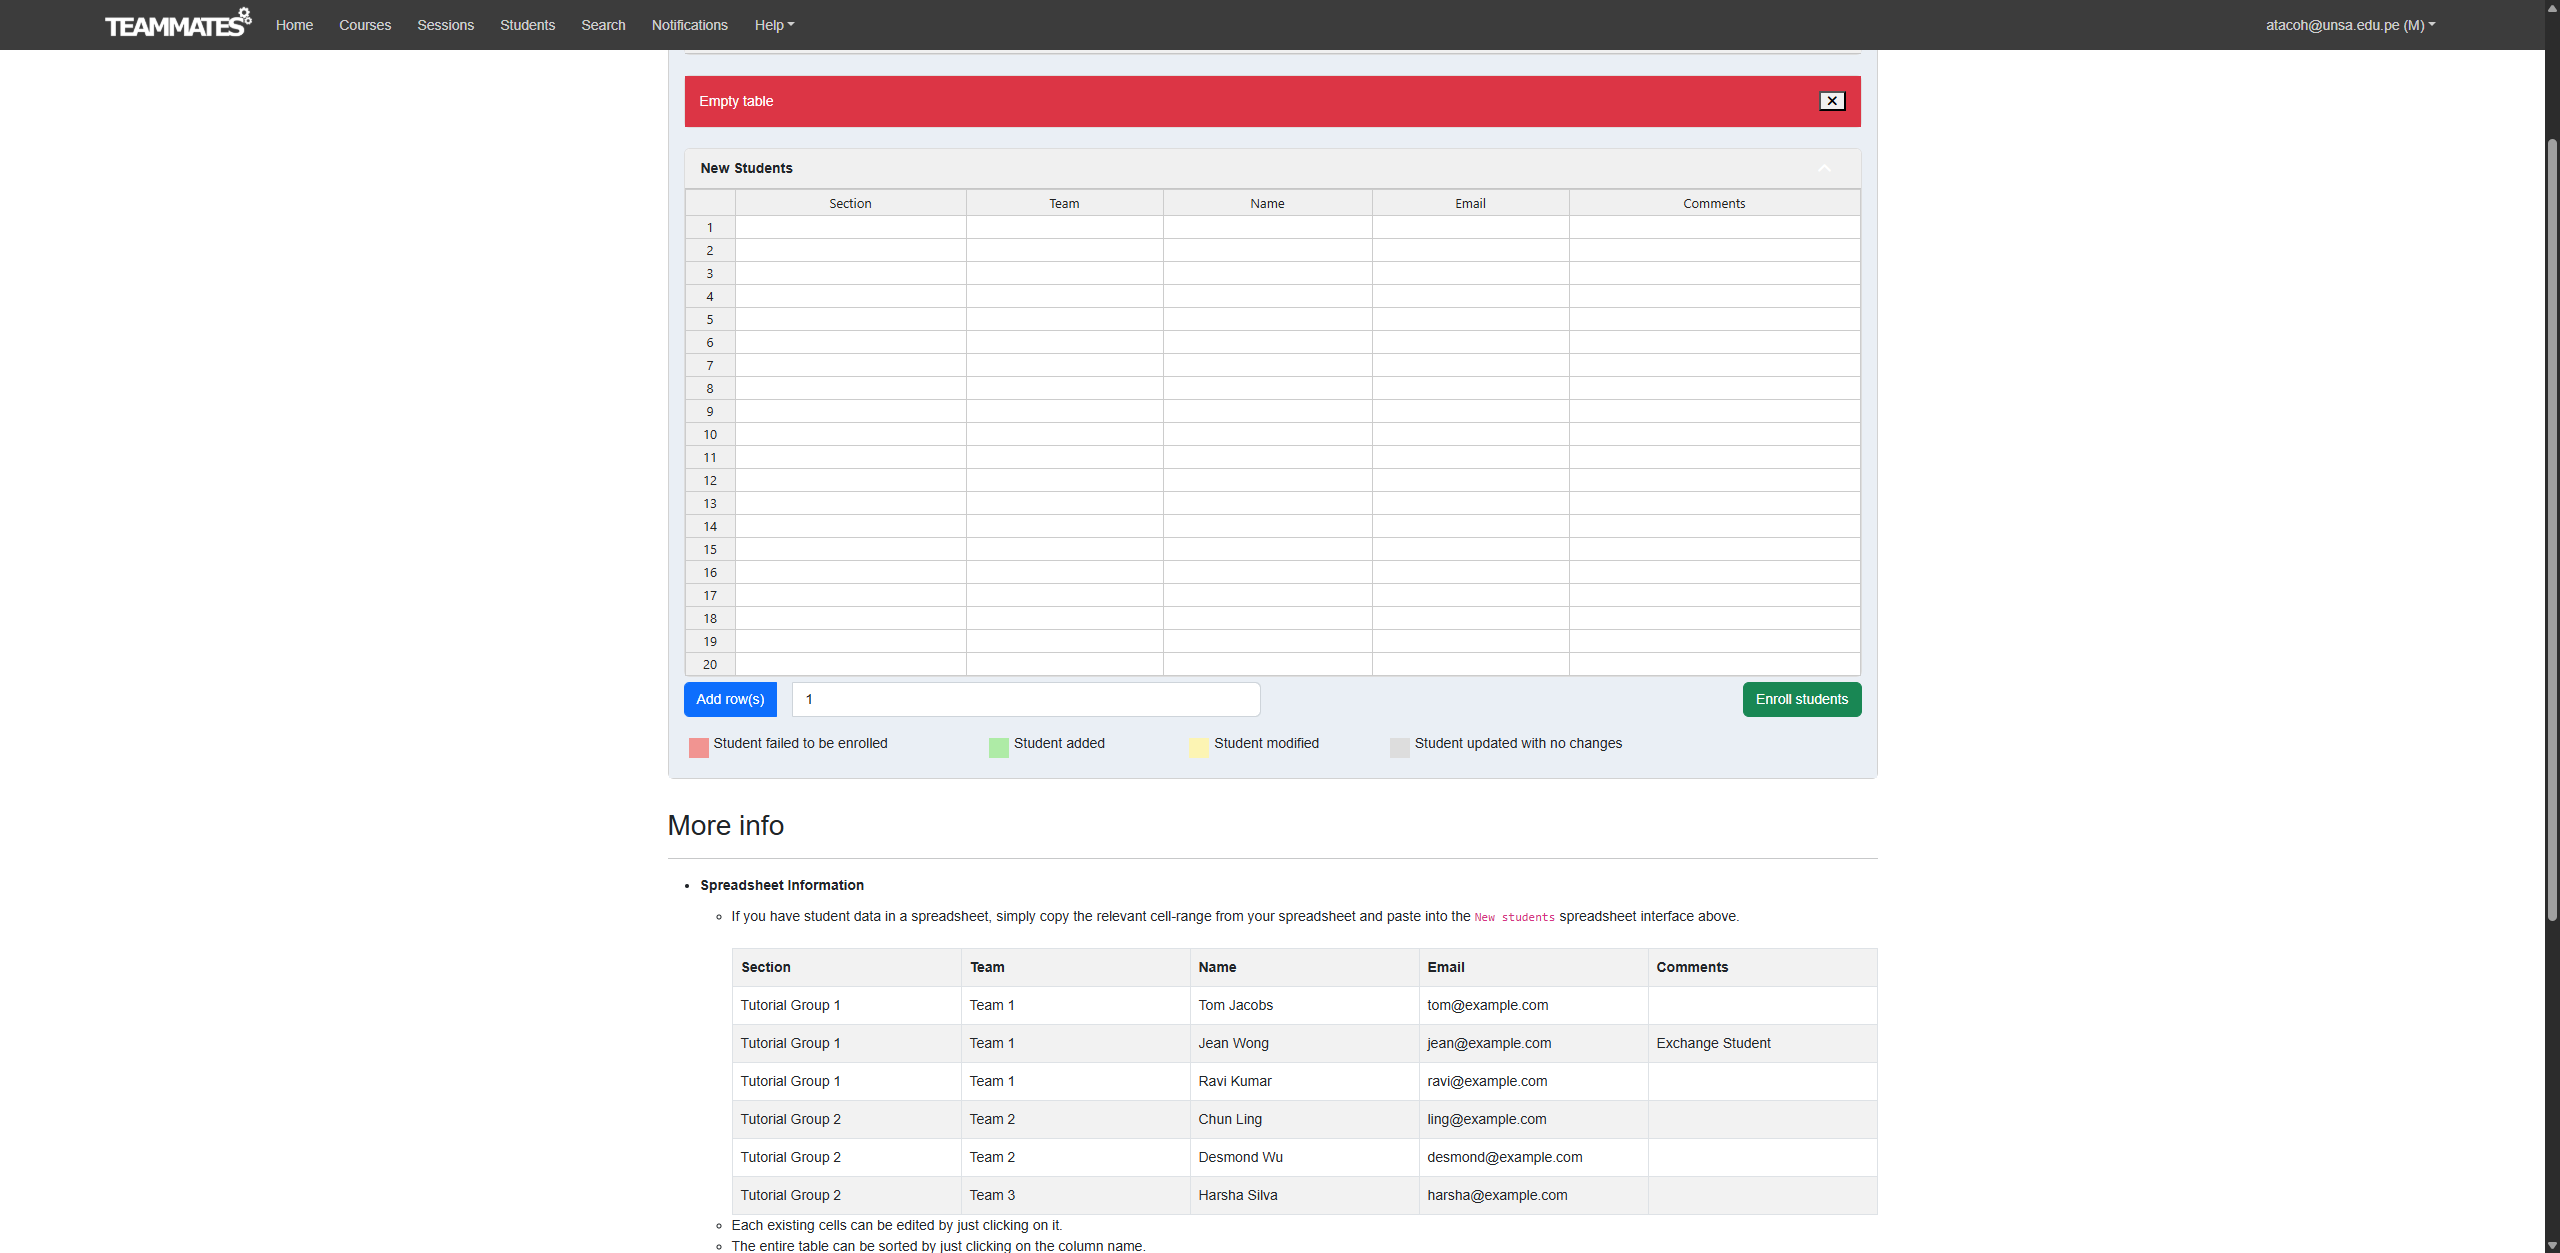 TEAMMATES Home Courses Sessions Students Search Notifications Help atacoh@unsa.edu.pe (M)
Empty table
New Students
Section Team Name Email Comments
1
2
3
4
5
6
7
8
9
10
11
12
13
14
15
16
17
18
19
20
Add row(s) 1 Enroll students
Student failed to be enrolled Student added Student modified Student updated with no changes
More info
Spreadsheet Information
If you have student data in a spreadsheet, simply copy the relevant cell-range from your spreadsheet and paste into the New students spreadsheet interface above.
Section Team Name Email Comments
Tutorial Group 1 Team 1 Tom Jacobs tom@example.com
Tutorial Group 1 Team 1 Jean Wong jean@example.com Exchange Student
Tutorial Group 1 Team 1 Ravi Kumar ravi@example.com
Tutorial Group 2 Team 2 Chun Ling ling@example.com
Tutorial Group 2 Team 2 Desmond Wu desmond@example.com
Tutorial Group 2 Team 3 Harsha Silva harsha@example.com
Each existing cells can be edited by just clicking on it.
The entire table can be sorted by just clicking on the column name.